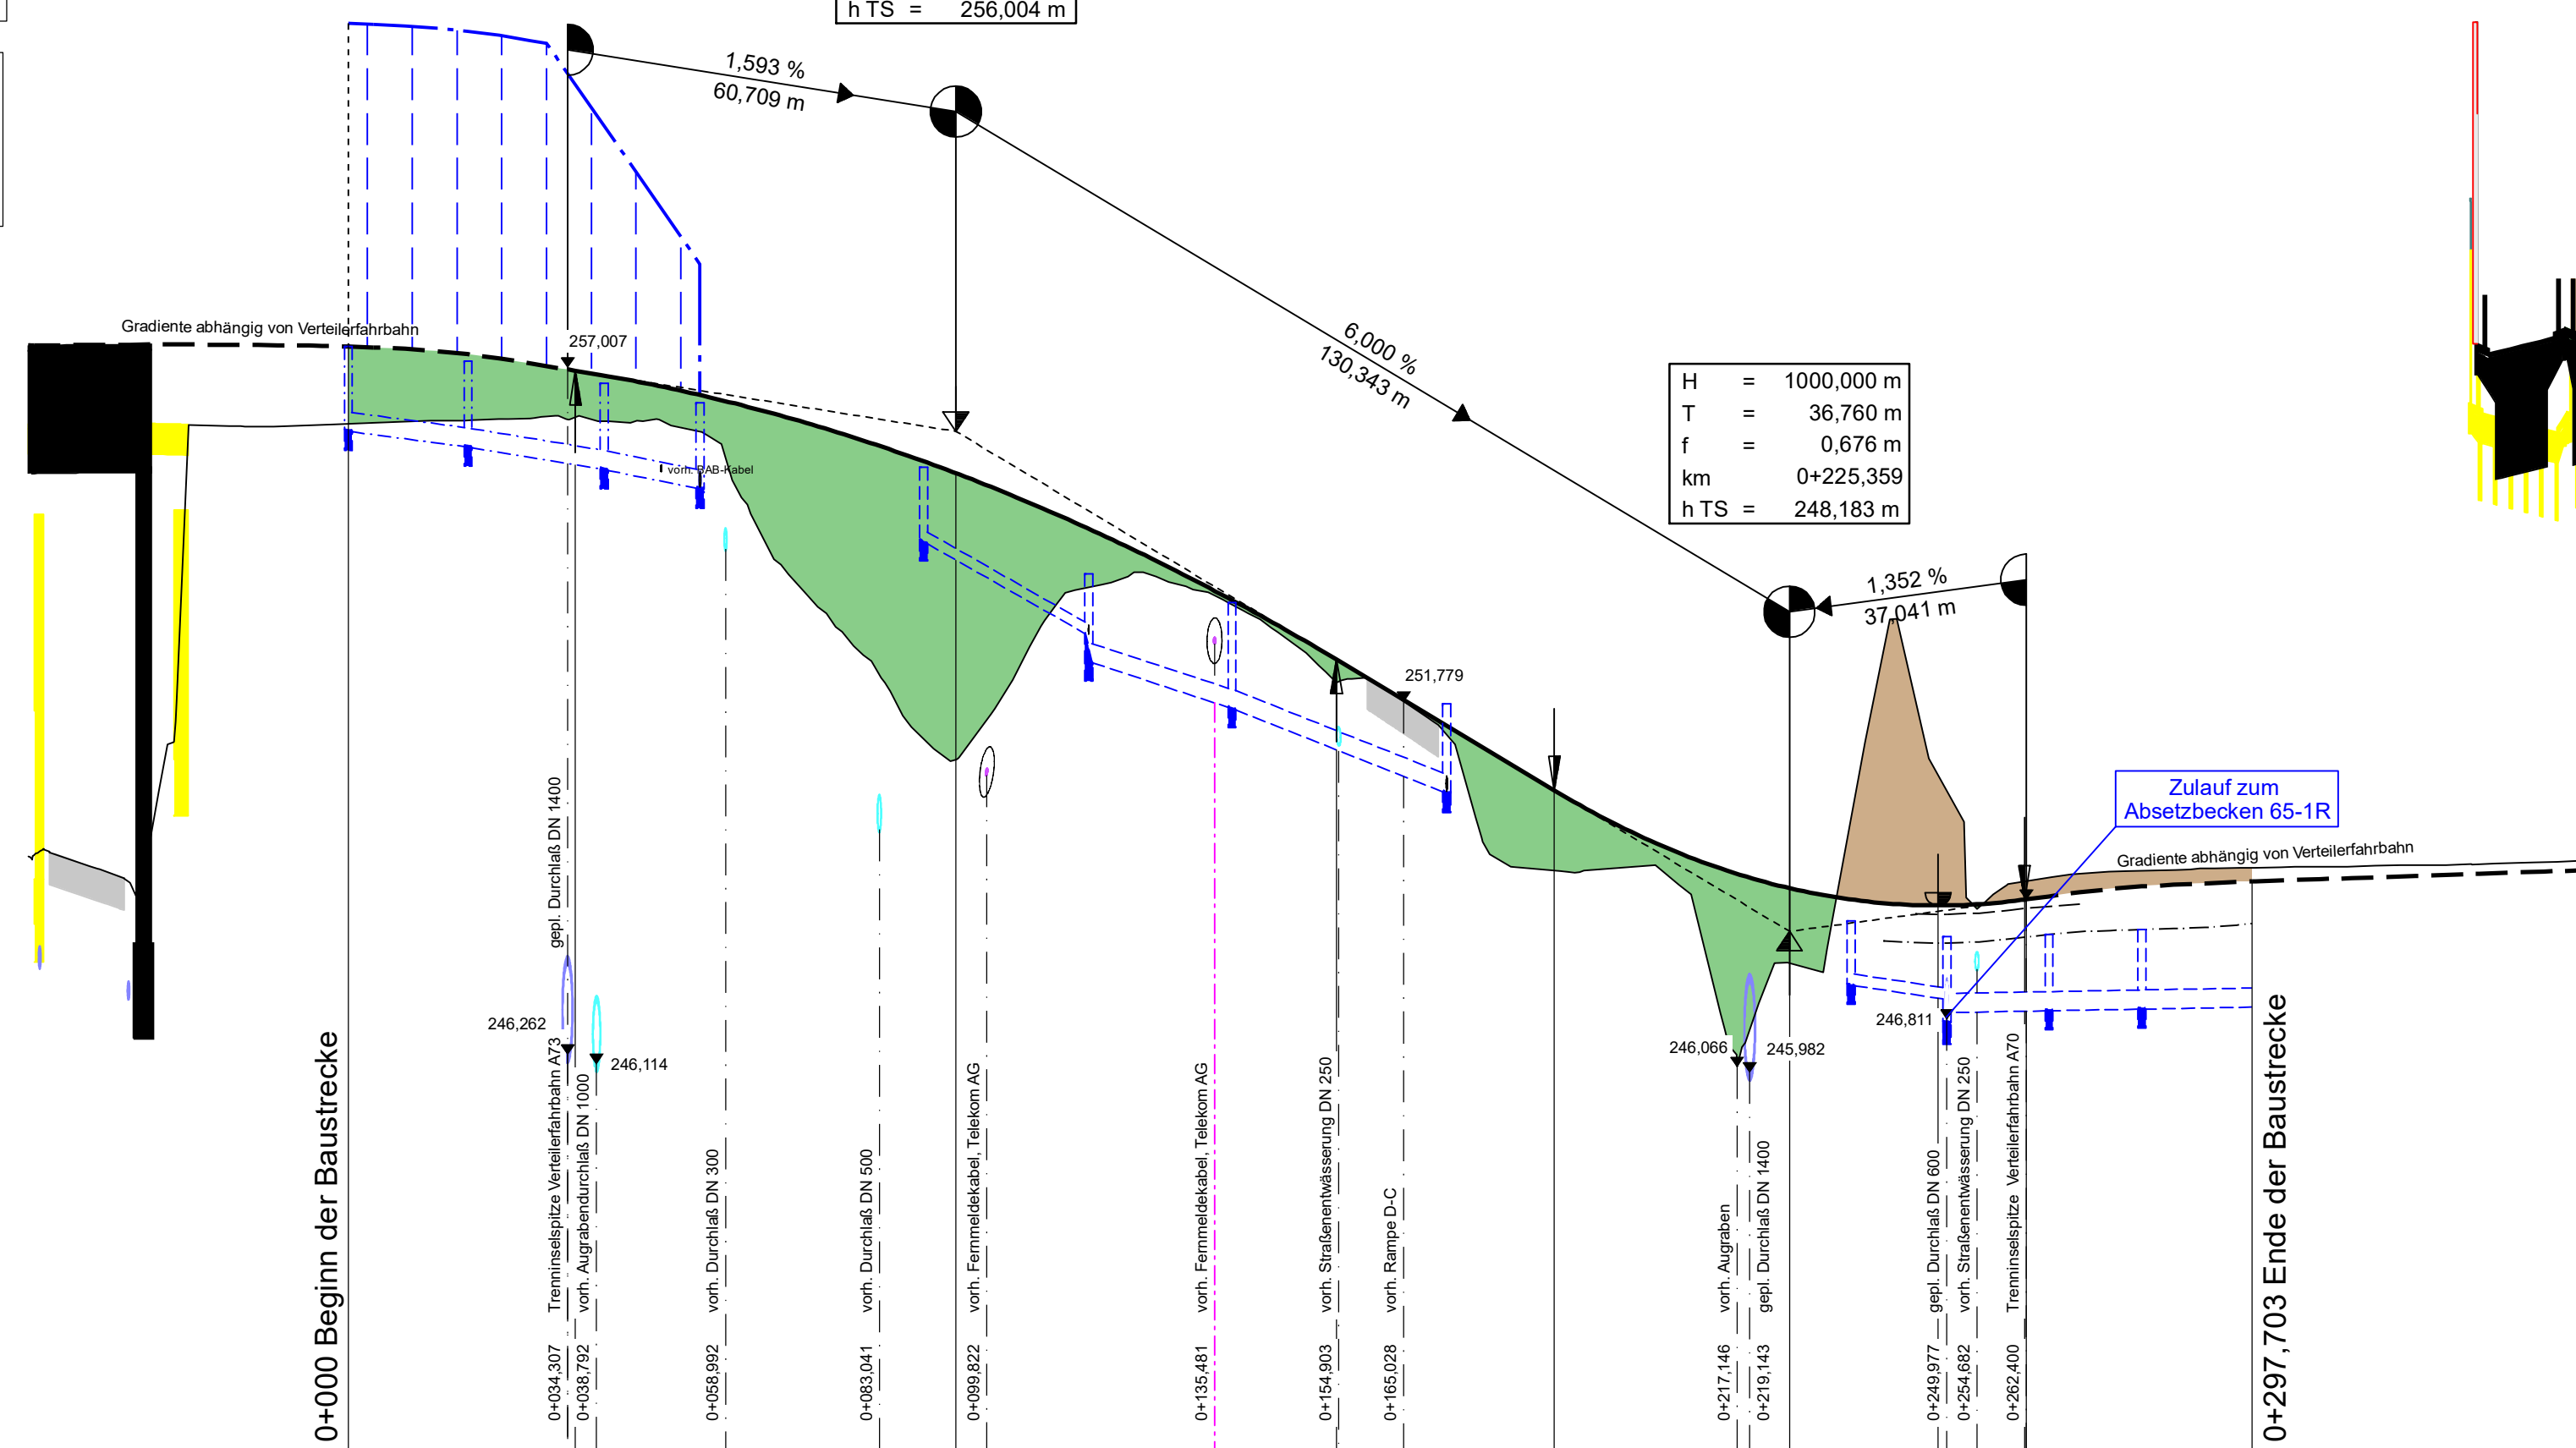 h TS = 256,004 m
1,593 %
60,709 m
6,000 %
130,343 m
H = 1000,000 m
T = 36,760 m
f = 0,676 m
km 0+225,359
h TS = 248,183 m
1,352 %
37,041 m
Gradiente abhängig von Verteilerfahrbahn
257,007
vorh. BAB-Kabel
251,779
Zulauf zum
Absetzbecken 65-1R
Gradiente abhängig von Verteilerfahrbahn
246,262
246,114
246,066
245,982
246,811
0+000 Beginn der Baustrecke
gepl. Durchlaß DN 1400
0+034,307 Trenninselspitze Verteilerfahrbahn A73
0+038,792 vorh. Augrabendurchlaß DN 1000
0+058,992 vorh. Durchlaß DN 300
0+083,041 vorh. Durchlaß DN 500
0+099,822 vorh. Fernmeldekabel, Telekom AG
0+135,481 vorh. Fernmeldekabel, Telekom AG
0+154,903 vorh. Straßenentwässerung DN 250
0+165,028 vorh. Rampe D-C
0+217,146 vorh. Augraben
0+219,143 gepl. Durchlaß DN 1400
0+249,977 gepl. Durchlaß DN 600
0+254,682 vorh. Straßenentwässerung DN 250
0+262,400 Trenninselspitze Verteilerfahrbahn A70
0+297,703 Ende der Baustrecke